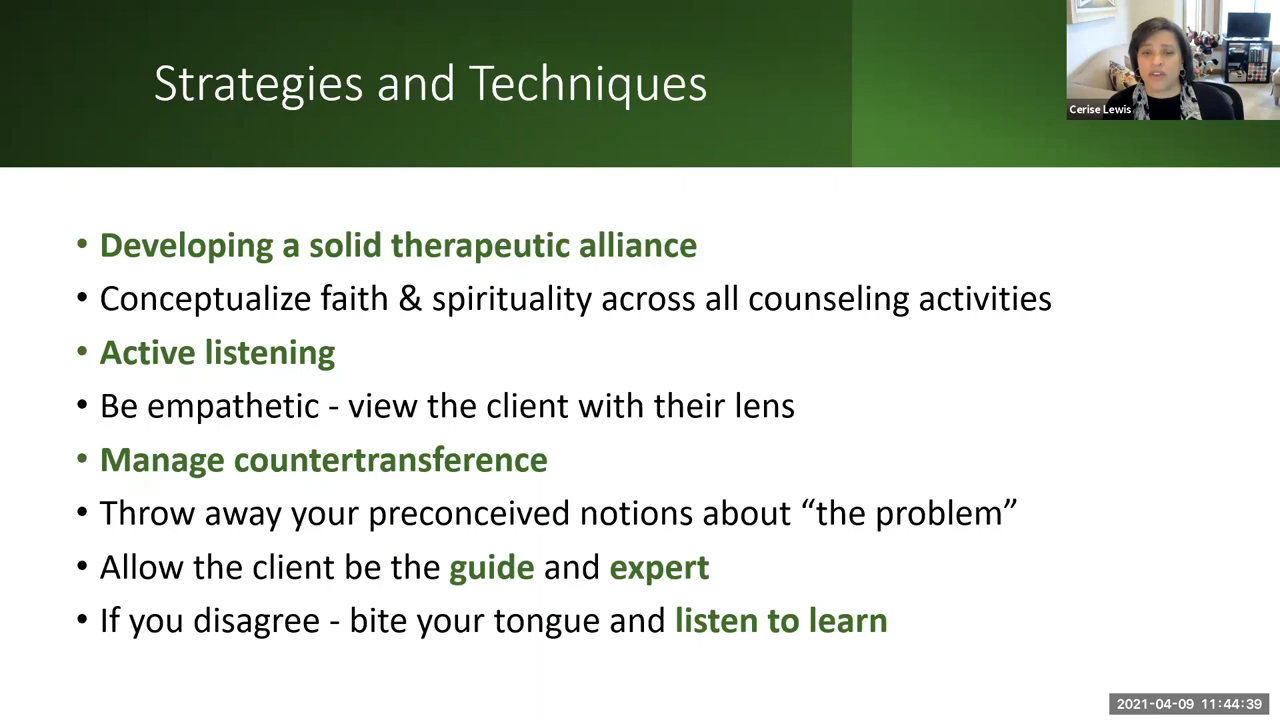 Strategies and Techniques
Cerise Lewis
• Developing a solid therapeutic alliance
• Conceptualize faith & spirituality across all counseling activities
• Active listening
• Be empathetic - view the client with their lens
• Manage countertransference
• Throw away your preconceived notions about “the problem”
• Allow the client be the guide and expert
• If you disagree - bite your tongue and listen to learn
2021-04-09 11:44:39